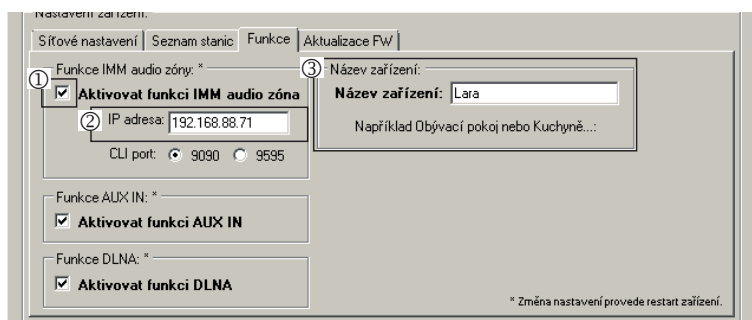 Nastavení zařízení:
Síťové nastavení Seznam stanic Funkce Aktualizace FW
Funkce IMM audio zóny: *
① Aktivovat funkci IMM audio zóna
② IP adresa: 192.168.88.71
CLI port: 9090 9595
③ Název zařízení:
Název zařízení: Lara
Například Obývací pokoj nebo Kuchyně...:
Funkce AUX IN: *
Aktivovat funkci AUX IN
Funkce DLNA: *
Aktivovat funkci DLNA
* Změna nastavení provede restart zařízení.